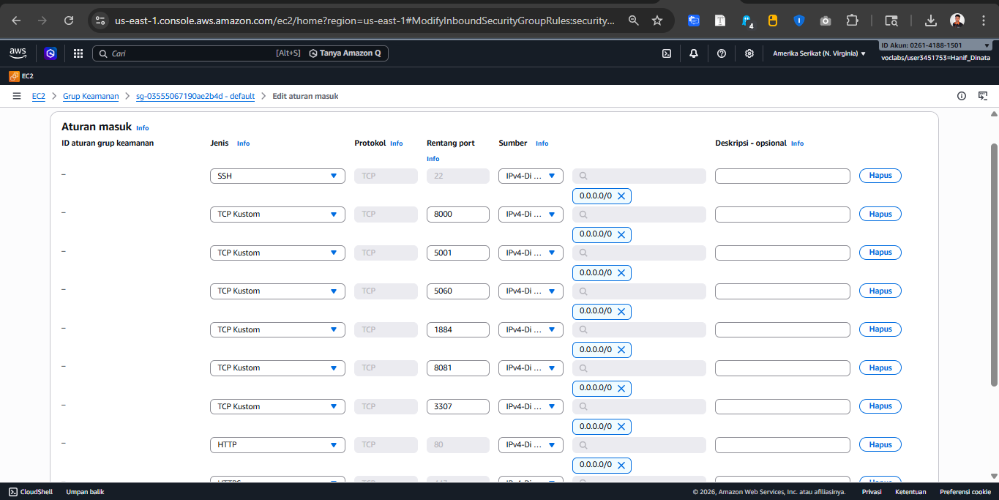 us-east-1.console.aws.amazon.com/ec2/home?region=us-east-1#ModifyInboundSecurityGroupRules:security...
4
aws
Cari [Alt+S] Tanya Amazon Q
Amerika Serikat (N. Virginia)
ID Akun: 0261-4188-1501
voclabs/user3451753=Hanif_Dinata
EC2
EC2 > Grup Keamanan > sg-03555067190ae2b4d - default > Edit aturan masuk
Aturan masuk Info
ID aturan grup keamanan Jenis Info Protokol Info Rentang port Info Sumber Info Deskripsi - opsional Info
– SSH TCP 22 IPv4-Di ... Hapus
0.0.0.0/0
– TCP Kustom TCP 8000 IPv4-Di ... Hapus
0.0.0.0/0
– TCP Kustom TCP 5001 IPv4-Di ... Hapus
0.0.0.0/0
– TCP Kustom TCP 5060 IPv4-Di ... Hapus
0.0.0.0/0
– TCP Kustom TCP 1884 IPv4-Di ... Hapus
0.0.0.0/0
– TCP Kustom TCP 8081 IPv4-Di ... Hapus
0.0.0.0/0
– TCP Kustom TCP 3307 IPv4-Di ... Hapus
0.0.0.0/0
– HTTP TCP 80 IPv4-Di ... Hapus
0.0.0.0/0
CloudShell Umpan balik © 2026, Amazon Web Services, Inc. atau afiliasinya. Privasi Ketentuan Preferensi cookie